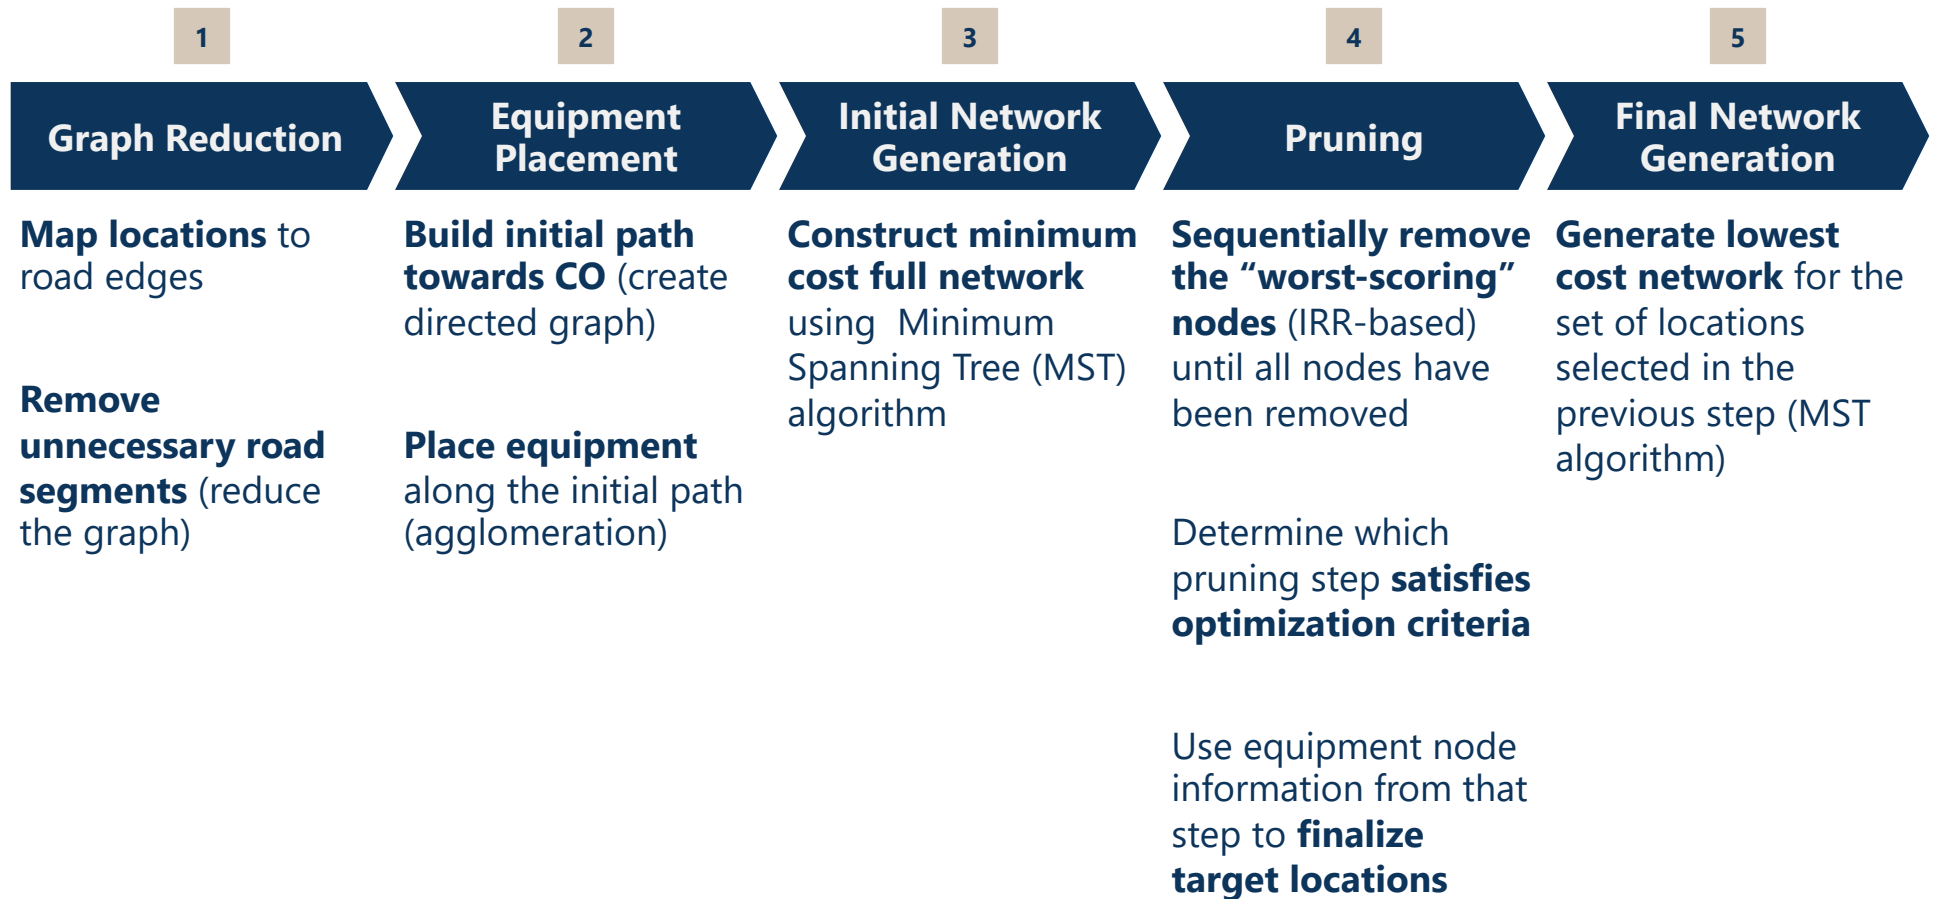 1
2
3
4
5
Graph Reduction
Equipment
Placement
Initial Network
Generation
Pruning
Final Network
Generation
Map locations to
road edges
Remove
unnecessary road
segments (reduce
the graph)
Build initial path
towards CO (create
directed graph)
Place equipment
along the initial path
(agglomeration)
Construct minimum
cost full network
using  Minimum
Spanning Tree (MST)
algorithm
Sequentially remove
the “worst-scoring”
nodes (IRR-based)
until all nodes have
been removed
Determine which
pruning step satisfies
optimization criteria
Use equipment node
information from that
step to finalize
target locations
Generate lowest
cost network for the
set of locations
selected in the
previous step (MST
algorithm)